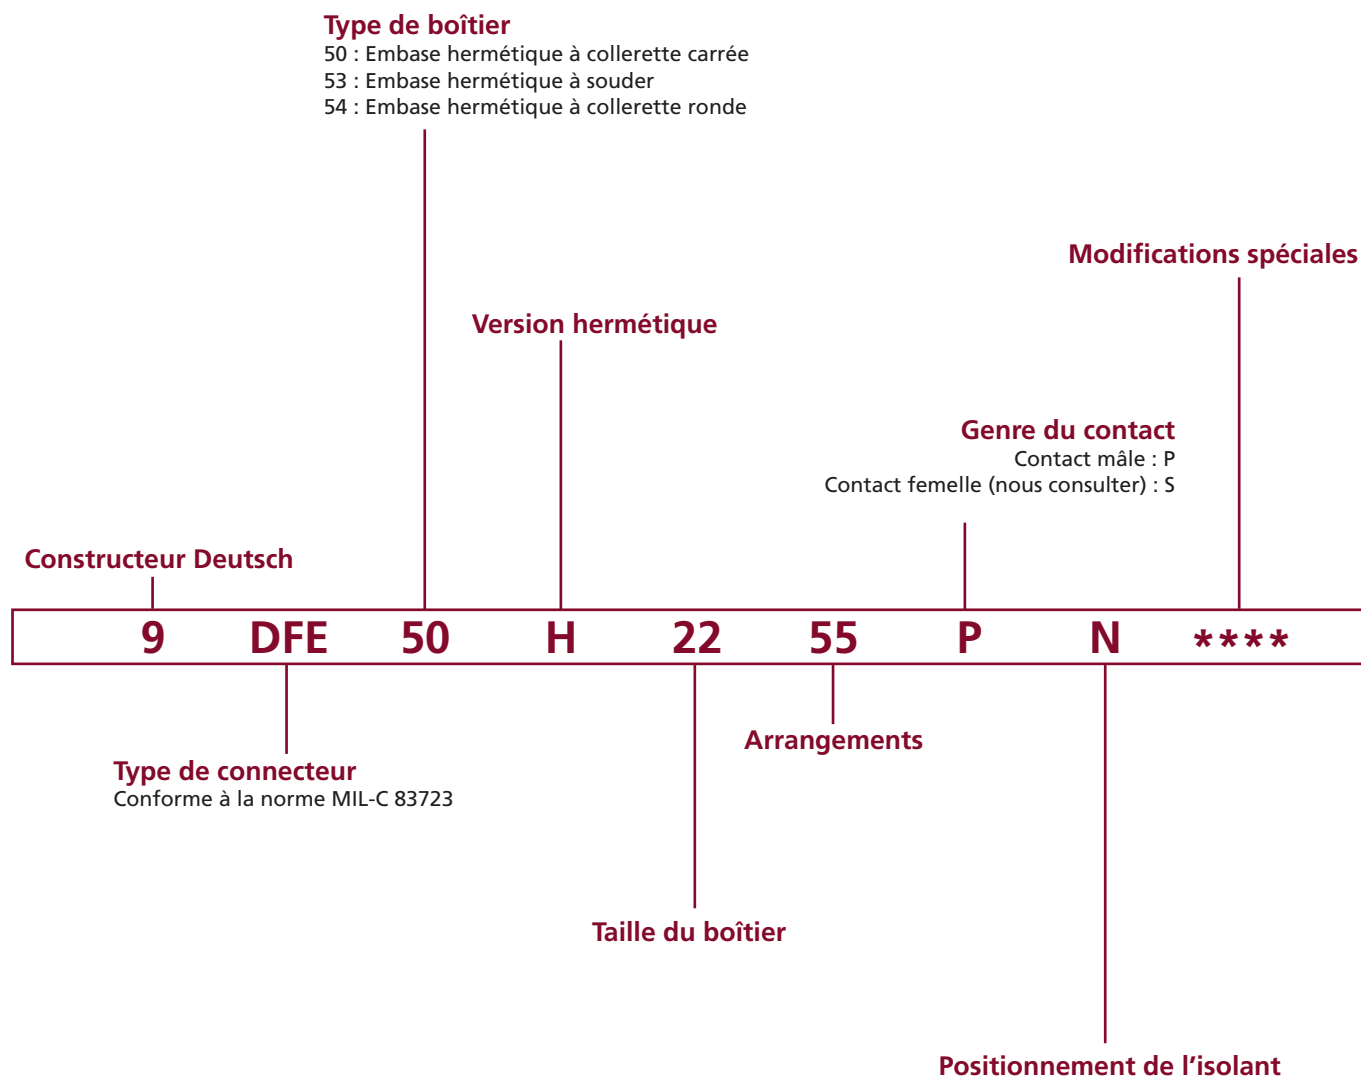 Type de boîtier
50 : Embase hermétique à collerette carrée
53 : Embase hermétique à souder
54 : Embase hermétique à collerette ronde
Modifications spéciales
Version hermétique
Genre du contact
Contact mâle : P
Contact femelle (nous consulter) : S
Constructeur Deutsch
9 DFE 50 H 22 55 P N ****
Arrangements
Type de connecteur
Conforme à la norme MIL-C 83723
Taille du boîtier
Positionnement de l’isolant